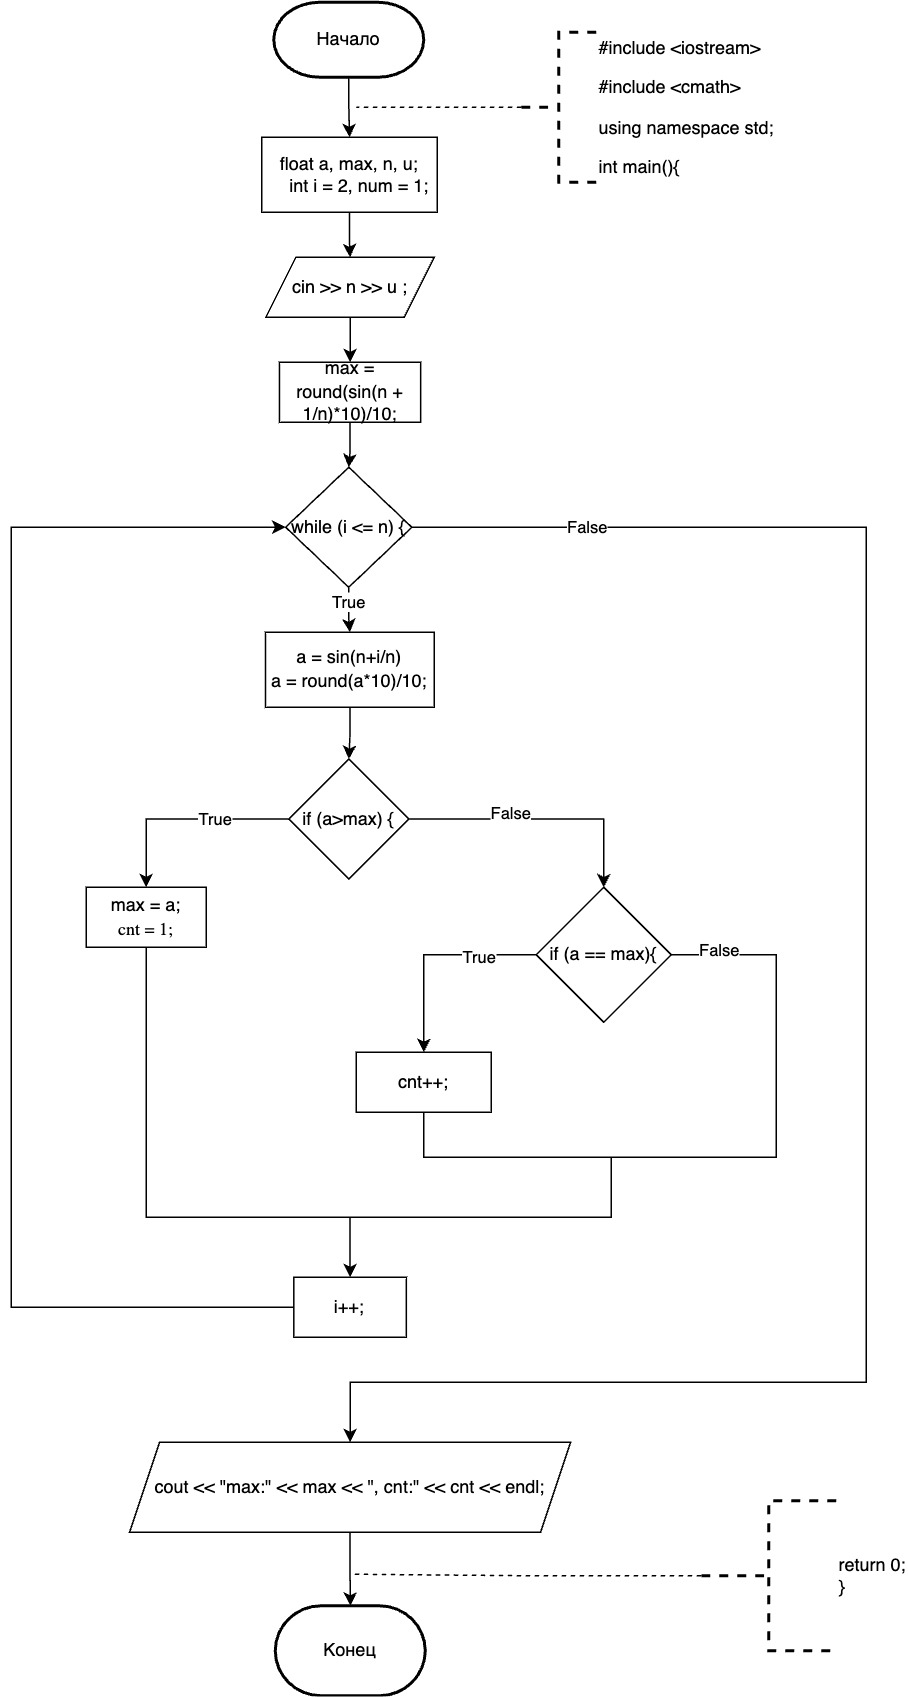 Начало
#include <iostream>
#include <cmath>
using namespace std;
int main(){
float a, max, n, u;
int i = 2, num = 1;
cin >> n >> u ;
max =
round(sin(n +
1/n)*10)/10;
while (i <= n) {
False
True
a = sin(n+i/n)
a = round(a*10)/10;
if (a>max) {
True
False
max = a;
cnt = 1;
if (a == max){
True
False
cnt++;
i++;
cout << "max:" << max << ", cnt:" << cnt << endl;
return 0;
}
Конец